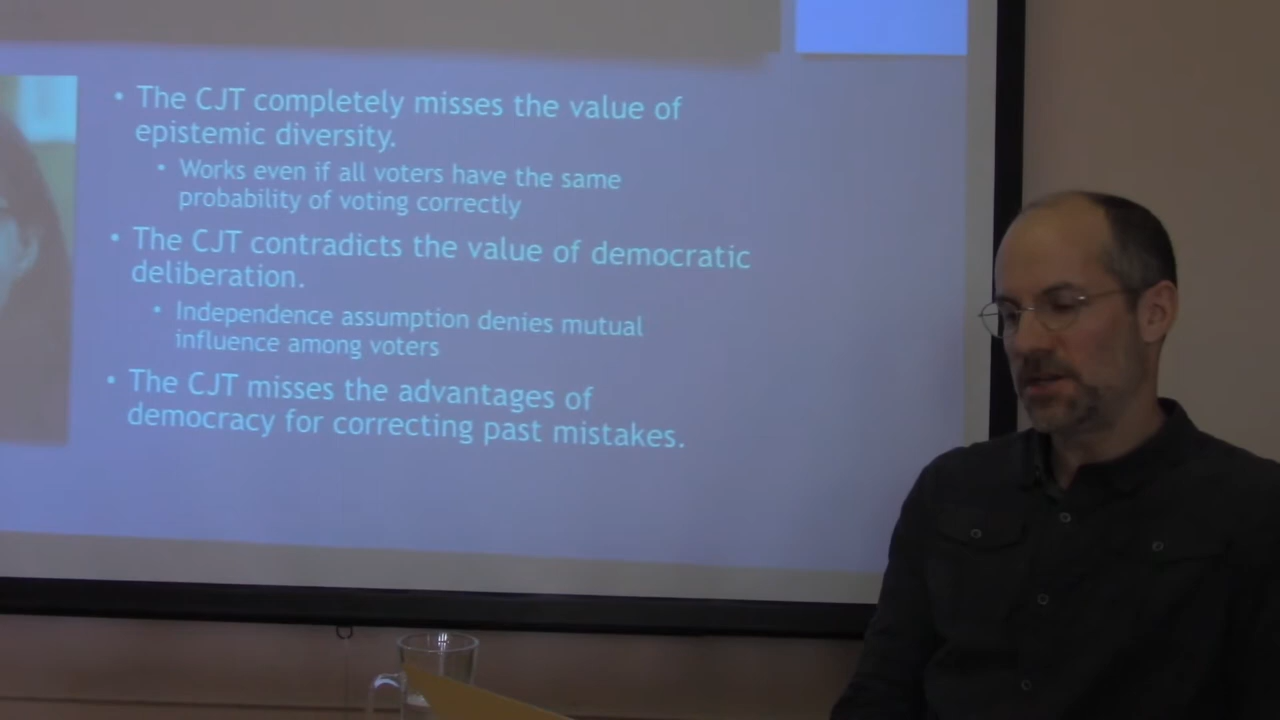 • The CJT completely misses the value of
epistemic diversity.
• Works even if all voters have the same
probability of voting correctly
• The CJT contradicts the value of democratic
deliberation.
• Independence assumption denies mutual
influence among voters
• The CJT misses the advantages of
democracy for correcting past mistakes.